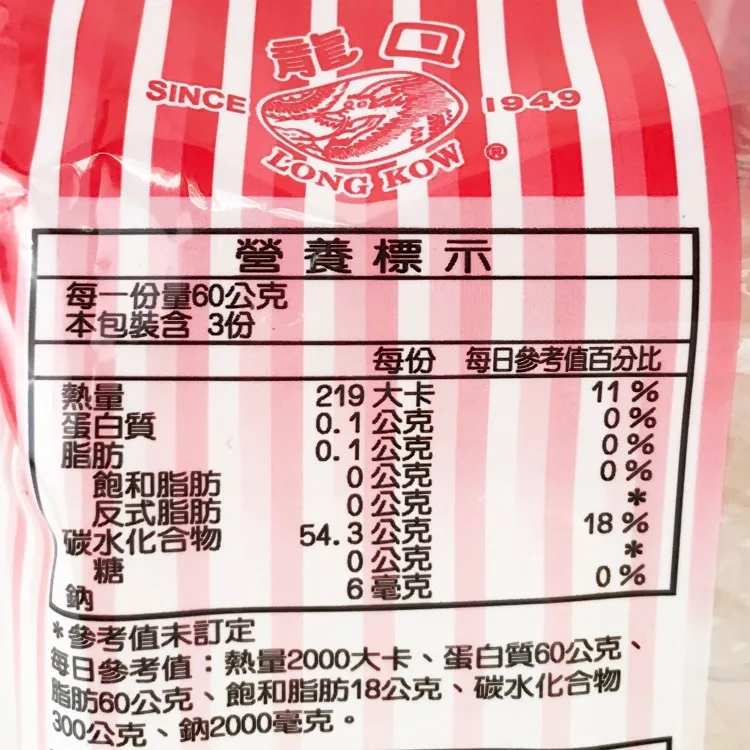 龍口
SINCE 1949
LONG KOW ®
營養標示
每一份量60公克
本包裝含 3份
每份 每日參考值百分比
熱量 219大卡 11%
蛋白質 0.1公克 0%
脂肪 0.1公克 0%
飽和脂肪 0公克 0%
反式脂肪 0公克 *
碳水化合物 54.3公克 18%
糖 0公克 *
鈉 6毫克 0%
*參考值未訂定
每日參考值：熱量2000大卡、蛋白質60公克、
脂肪60公克、飽和脂肪18公克、碳水化合物
300公克、鈉2000毫克。